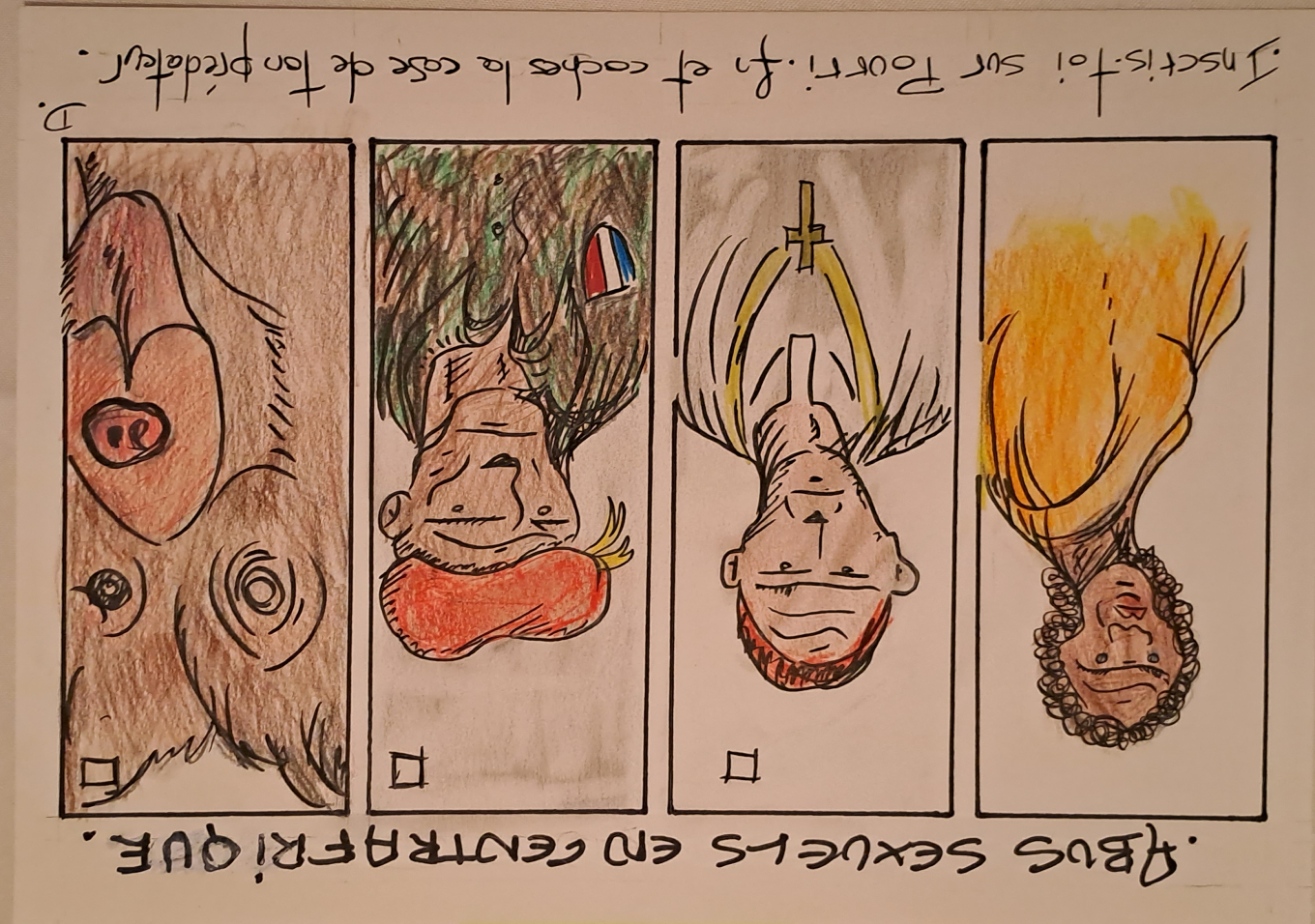 .ABUS SEXUELS EN CENTRAFRIQUE.
.Inscris-toi sur Pourri.fr et coches la case de ton prédateur.
D.